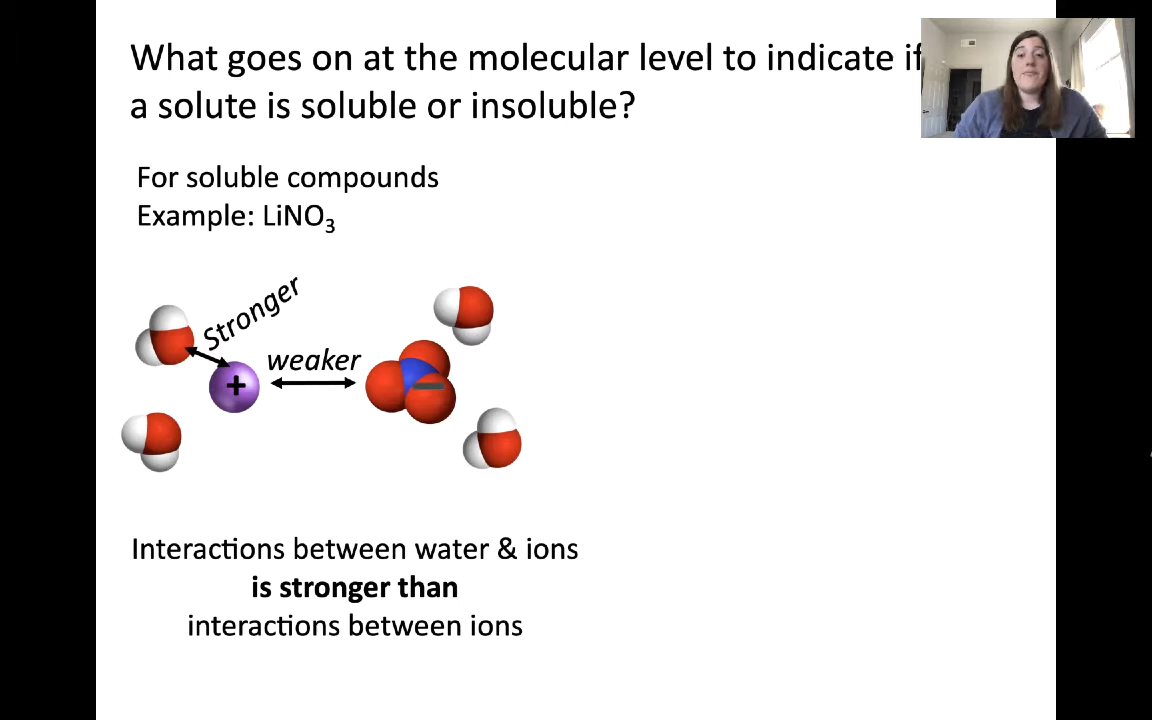 What goes on at the molecular level to indicate if
a solute is soluble or insoluble?
For soluble compounds
Example: LiNO₃
Stronger
weaker
+
−
Interactions between water & ions
is stronger than
interactions between ions